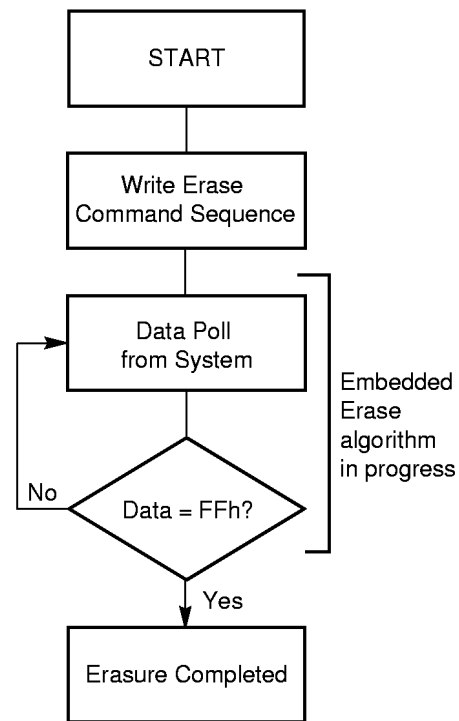 START
Write Erase
Command Sequence
Data Poll
from System
Embedded
Erase
algorithm
in progress
No
Data = FFh?
Yes
Erasure Completed